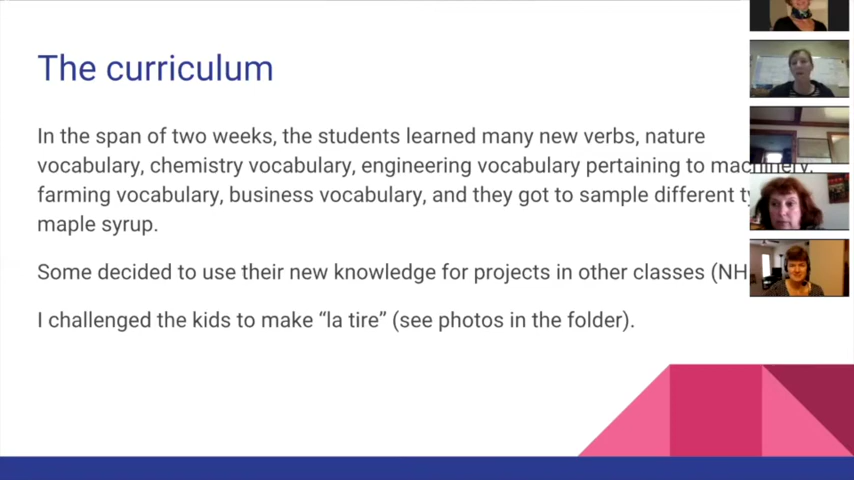 The curriculum
In the span of two weeks, the students learned many new verbs, nature
vocabulary, chemistry vocabulary, engineering vocabulary pertaining to machinery,
farming vocabulary, business vocabulary, and they got to sample different
maple syrup.
Some decided to use their new knowledge for projects in other classes (NH
I challenged the kids to make “la tire” (see photos in the folder).